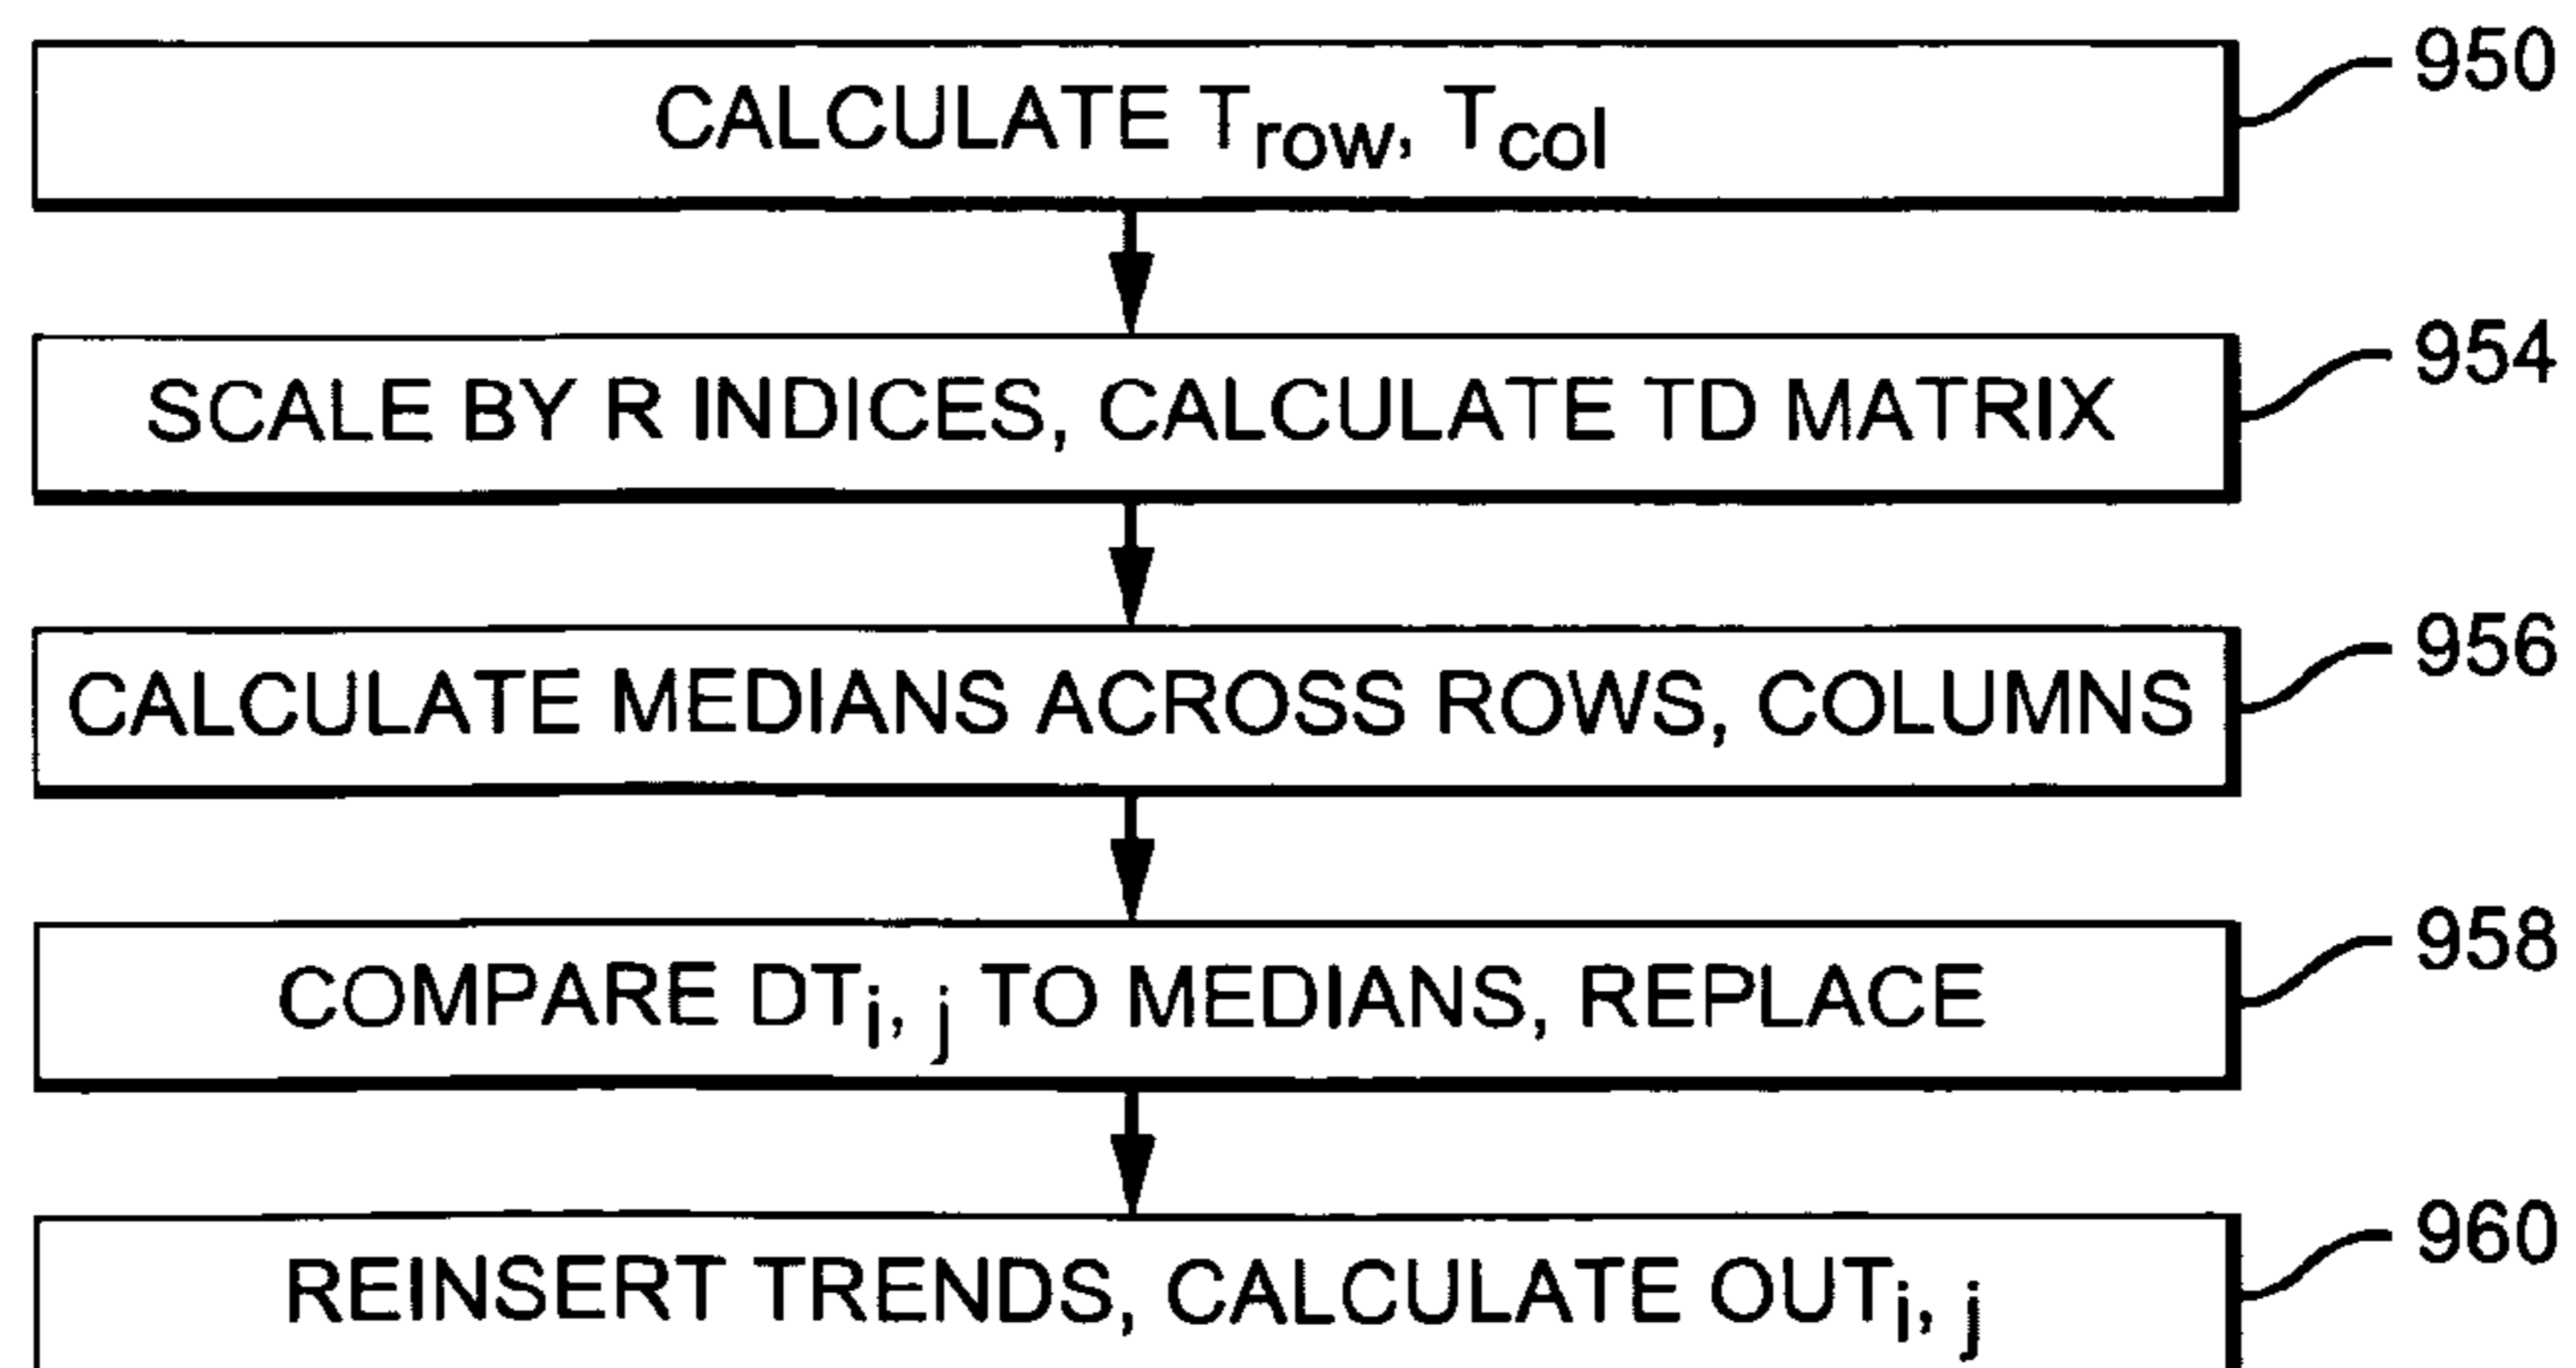 CALCULATE Trow, Tcol
950
SCALE BY R INDICES, CALCULATE TD MATRIX
954
CALCULATE MEDIANS ACROSS ROWS, COLUMNS
956
COMPARE DTi, j TO MEDIANS, REPLACE
958
REINSERT TRENDS, CALCULATE OUTi, j
960